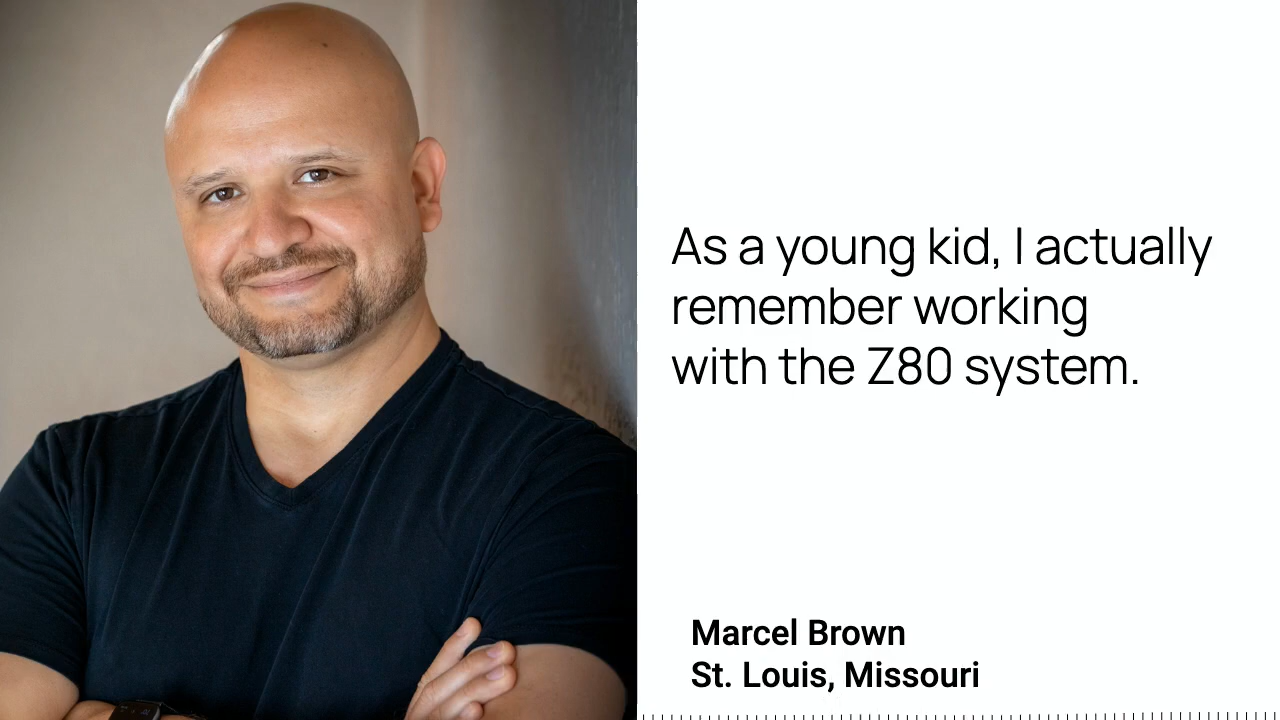 As a young kid, I actually
remember working
with the Z80 system.
Marcel Brown
St. Louis, Missouri